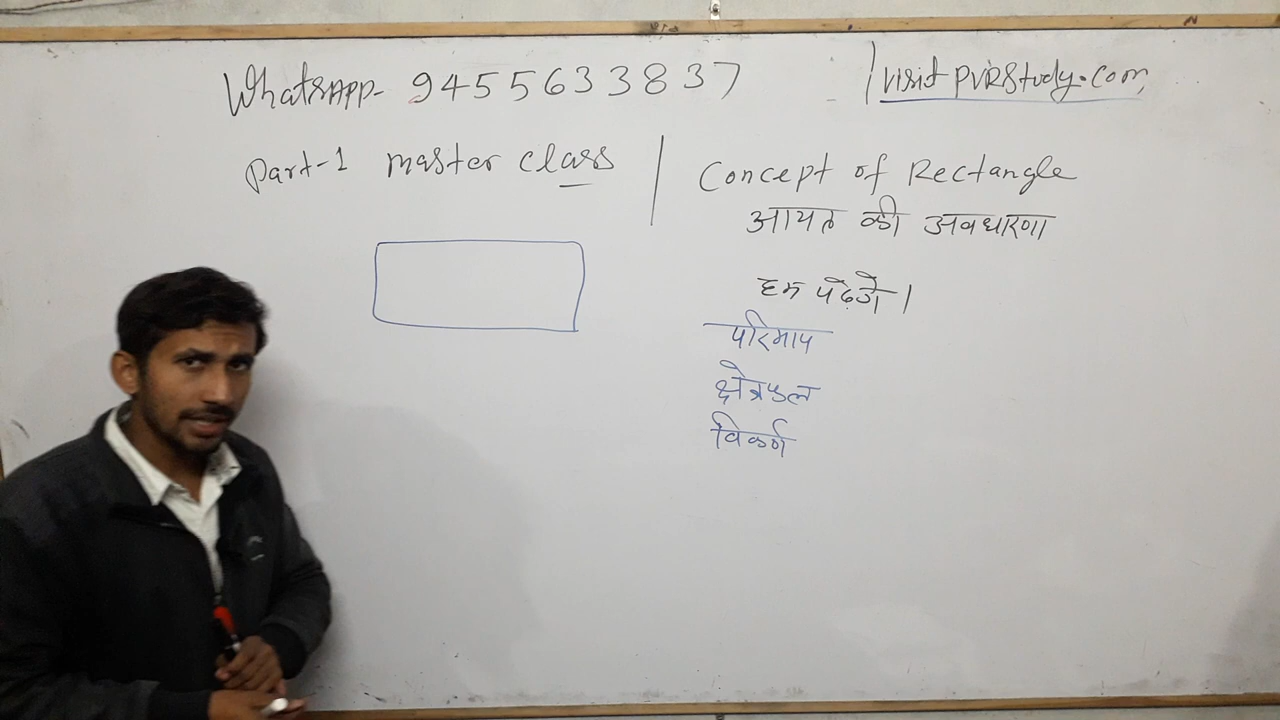 WhatsAPP- 9455633837
visit PVRStudy.com
Part-1 master class
Concept of Rectangle
आयत की अवधारणा
हम पढेंगे।
परिमाप
क्षेत्रफल
विकर्ण